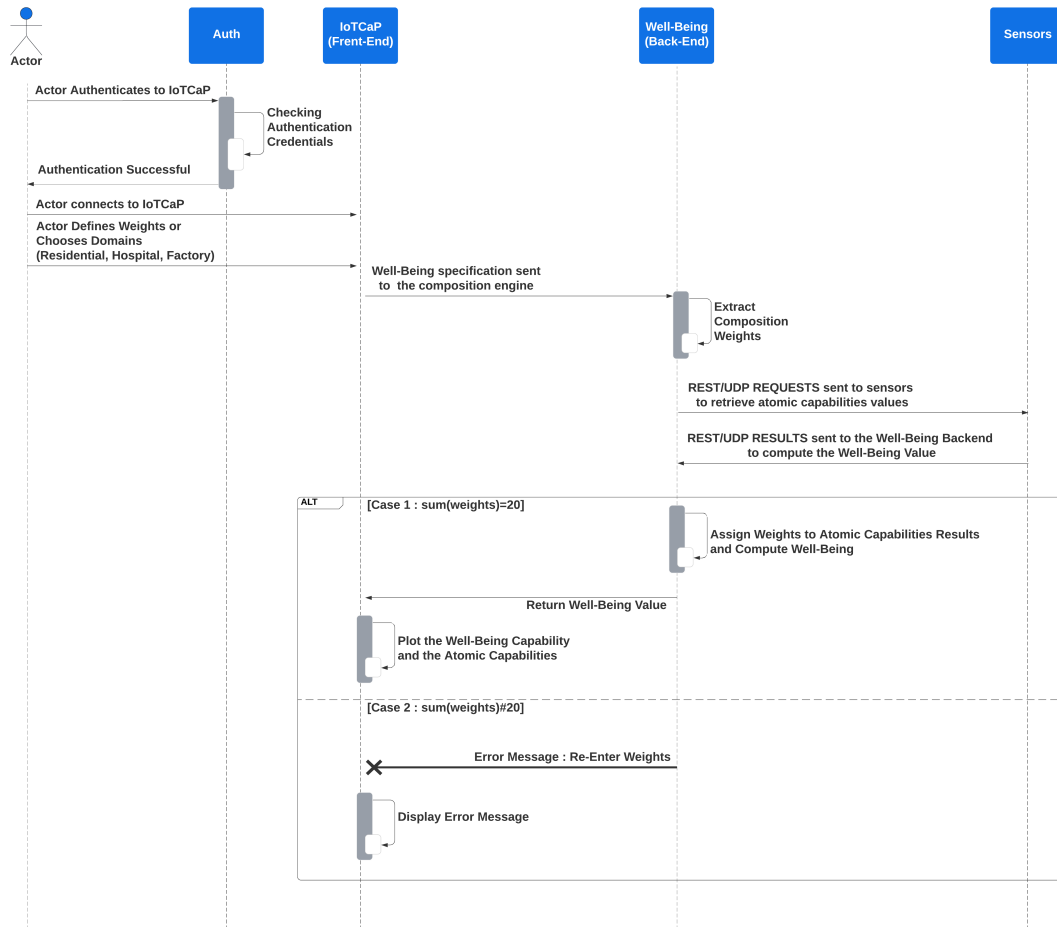 Actor
Auth
IoTCaP
(Frent-End)
Well-Being
(Back-End)
Sensors
Actor Authenticates to IoTCaP
Checking
Authentication
Credentials
Authentication Successful
Actor connects to IoTCaP
Actor Defines Weights or
Chooses Domains
(Residential, Hospital, Factory)
Well-Being specification sent
to the composition engine
Extract
Composition
Weights
REST/UDP REQUESTS sent to sensors
to retrieve atomic capabilities values
REST/UDP RESULTS sent to the Well-Being Backend
to compute the Well-Being Value
ALT
[Case 1 : sum(weights)=20]
Assign Weights to Atomic Capabilities Results
and Compute Well-Being
Return Well-Being Value
Plot the Well-Being Capability
and the Atomic Capabilities
[Case 2 : sum(weights)#20]
Error Message : Re-Enter Weights
Display Error Message